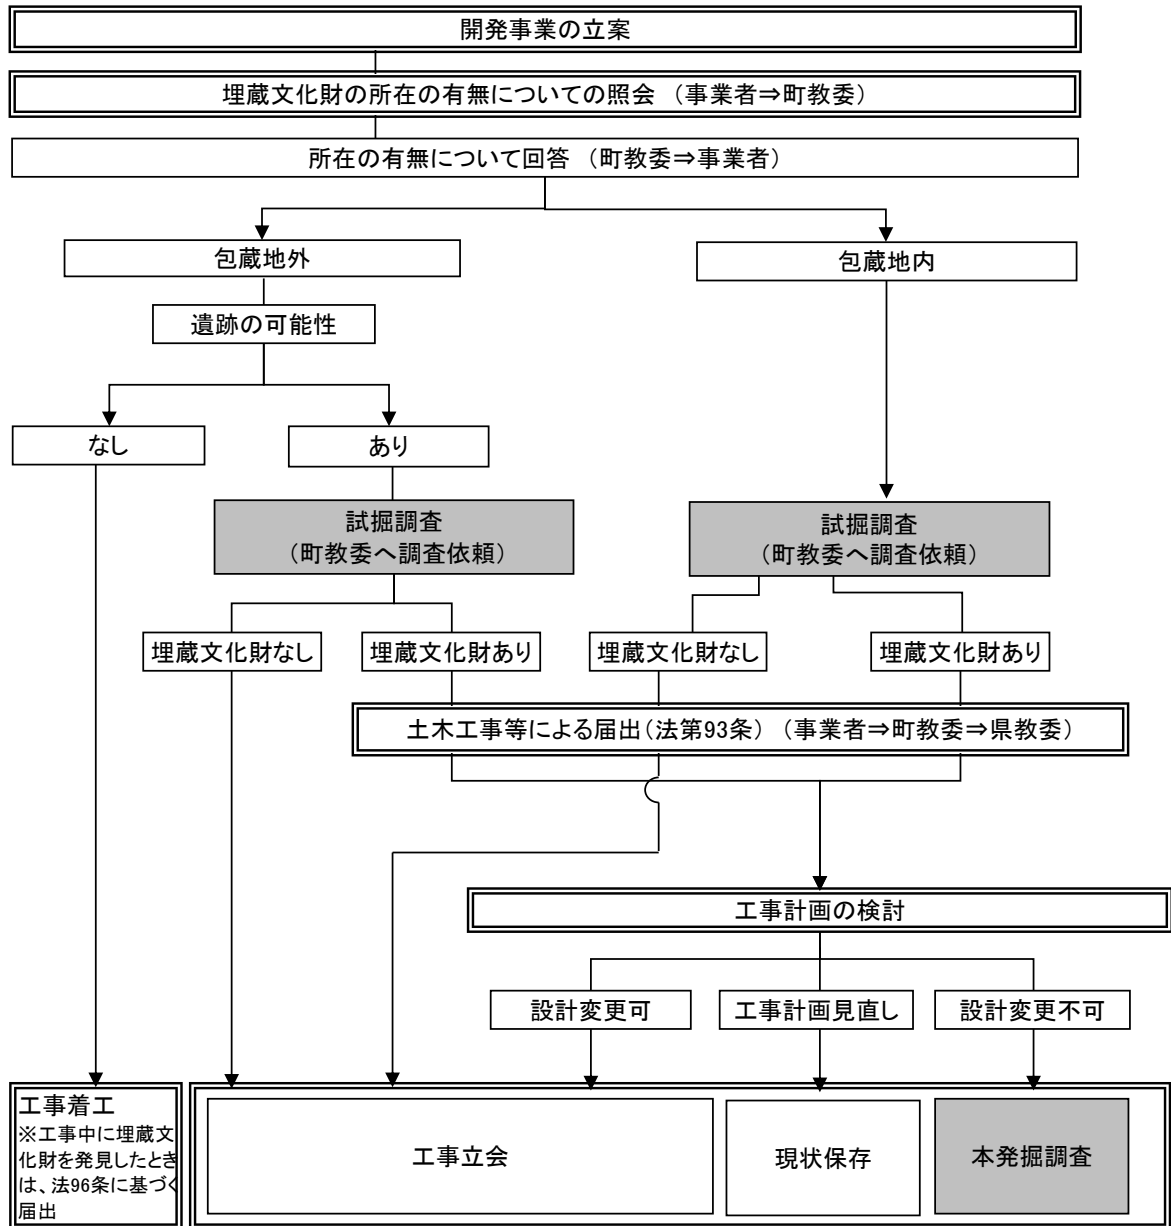 開発事業の立案
埋蔵文化財の所在の有無についての照会 （事業者⇒町教委）
所在の有無について回答 （町教委⇒事業者）
包蔵地外
包蔵地内
遺跡の可能性
なし
あり
試掘調査
（町教委へ調査依頼）
試掘調査
（町教委へ調査依頼）
埋蔵文化財なし
埋蔵文化財あり
埋蔵文化財なし
埋蔵文化財あり
土木工事等による届出（法第93条） （事業者⇒町教委⇒県教委）
工事計画の検討
設計変更可
工事計画見直し
設計変更不可
工事着工
※工事中に埋蔵文
化財を発見したとき
は、法96条に基づく
届出
工事立会
現状保存
本発掘調査